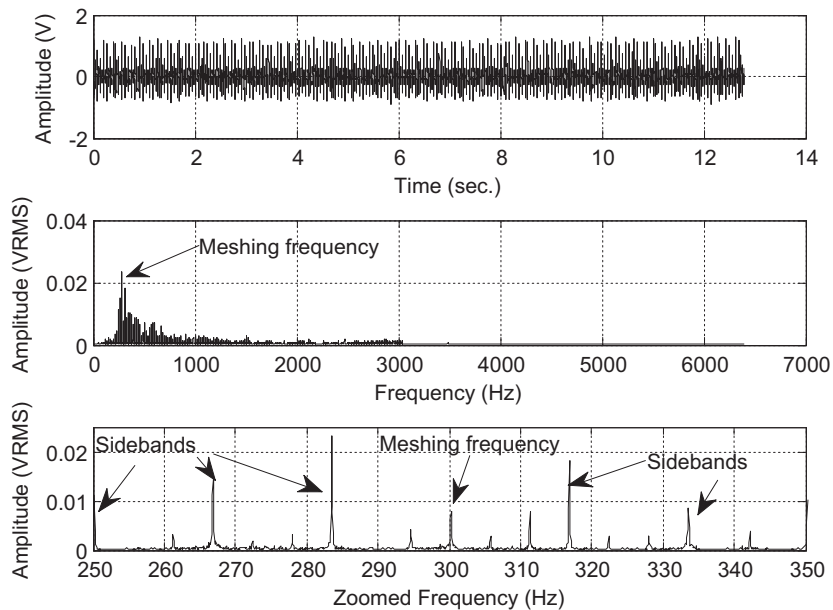 Amplitude (V)
2
0
-2
0 2 4 6 8 10 12 14
Time (sec.)
Amplitude (VRMS)
0.04
0.02
0
Meshing frequency
0 1000 2000 3000 4000 5000 6000 7000
Frequency (Hz)
Amplitude (VRMS)
0.02
0.01
0
Sidebands
Meshing frequency
Sidebands
250 260 270 280 290 300 310 320 330 340 350
Zoomed Frequency (Hz)